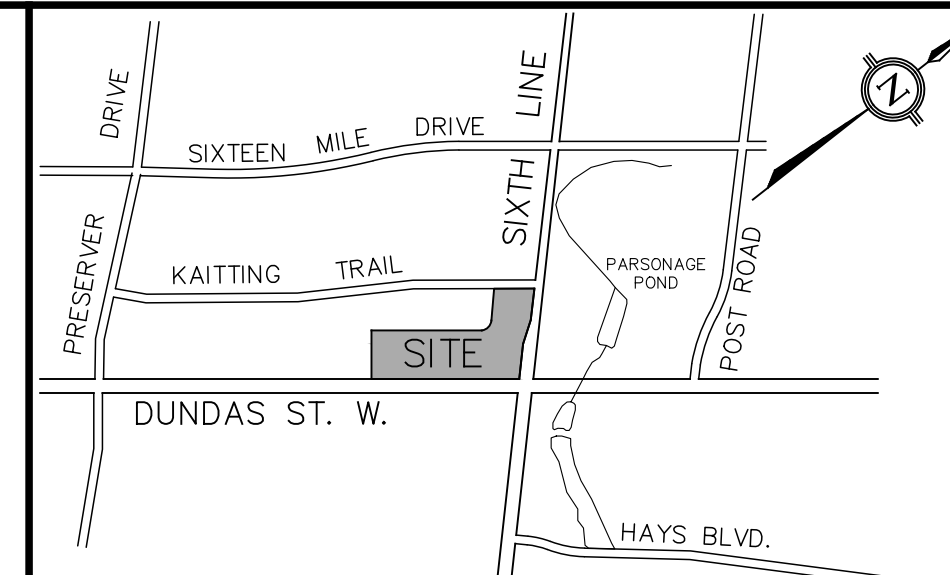 PRESERVER DRIVE
SIXTEEN MILE DRIVE
SIXTH LINE
N
KAITTING TRAIL
PARSONAGE
POND
POST ROAD
SITE
DUNDAS ST. W.
HAYS BLVD.